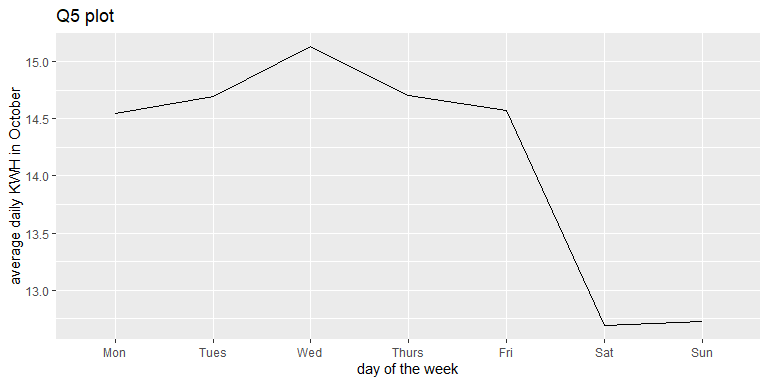 Q5 plot
average daily KWH in October
15.0
14.5
14.0
13.5
13.0
Mon Tues Wed Thurs Fri Sat Sun
day of the week